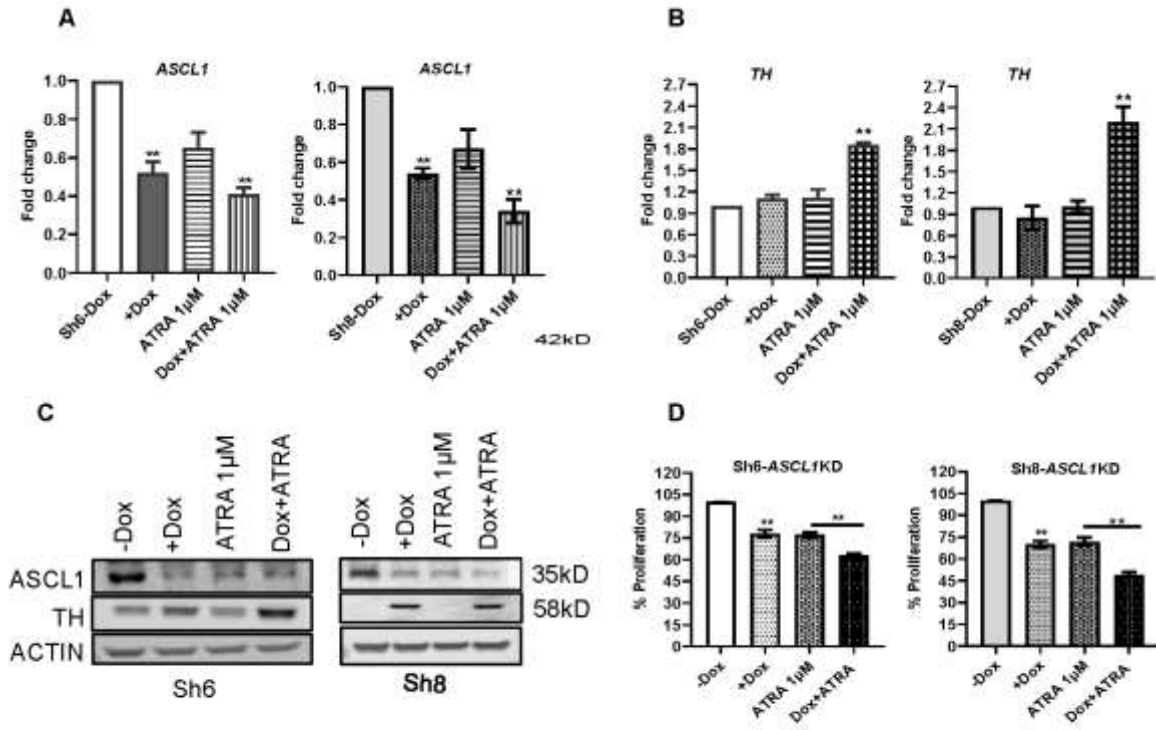 A
ASCL1
Fold change
1.0
0.8
0.6
0.4
0.2
0.0
**
**
Sh6-Dox
+Dox
ATRA 1µM
Dox+ATRA 1µM
ASCL1
Fold change
1.0
0.8
0.6
0.4
0.2
0.0
**
**
Sh8-Dox
+Dox
ATRA 1µM
Dox+ATRA 1µM
42kD
B
TH
Fold change
2.7
2.4
2.1
1.8
1.5
1.2
0.9
0.6
0.3
0.0
**
Sh6-Dox
+Dox
ATRA 1µM
Dox+ATRA 1µM
TH
Fold change
2.7
2.4
2.1
1.8
1.5
1.2
0.9
0.6
0.3
0.0
**
Sh8-Dox
+Dox
ATRA 1µM
Dox+ATRA 1µM
C
-Dox
+Dox
ATRA 1µM
Dox+ATRA
-Dox
+Dox
ATRA 1µM
Dox+ATRA
ASCL1 35kD
TH 58kD
ACTIN
Sh6 Sh8
D
Sh6-ASCL1KD
% Proliferation
105
90
75
60
45
30
15
0
**
**
-Dox
+Dox
ATRA 1µM
Dox+ATRA
Sh8-ASCL1KD
% Proliferation
105
90
75
60
45
30
15
0
**
**
-Dox
+Dox
ATRA 1µM
Dox+ATRA